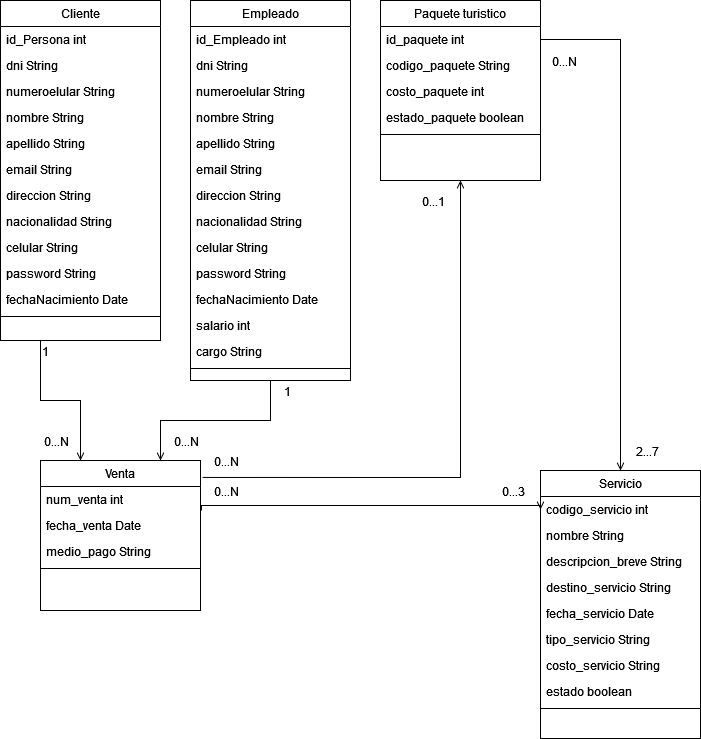 Cliente
id_Persona int
dni String
numeroelular String
nombre String
apellido String
email String
direccion String
nacionalidad String
celular String
password String
fechaNacimiento Date
Empleado
id_Empleado int
dni String
numeroelular String
nombre String
apellido String
email String
direccion String
nacionalidad String
celular String
password String
fechaNacimiento Date
salario int
cargo String
Paquete turistico
id_paquete int
codigo_paquete String
costo_paquete int
estado_paquete boolean
0...N
0...1
1
1
0...N
0...N
0...N
2...7
Venta
num_venta int
fecha_venta Date
medio_pago String
0...N
0...3
Servicio
codigo_servicio int
nombre String
descripcion_breve String
destino_servicio String
fecha_servicio Date
tipo_servicio String
costo_servicio String
estado boolean